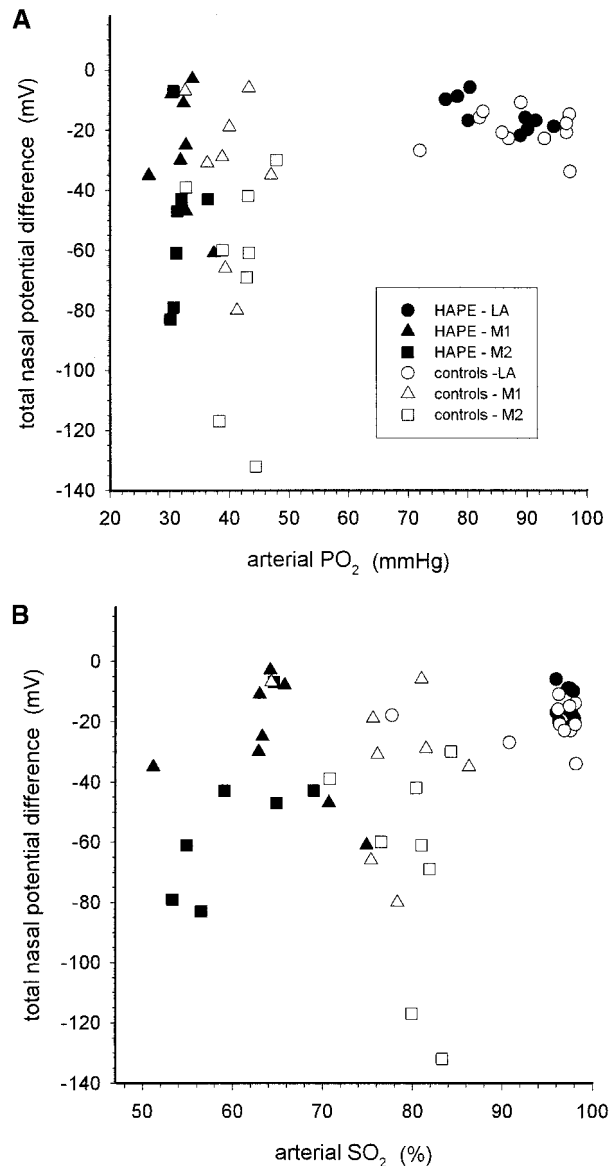 A
0
-20
-40
-60
-80
-100
-120
-140
total nasal potential difference (mV)
HAPE - LA
HAPE - M1
HAPE - M2
controls -LA
controls - M1
controls - M2
20 30 40 50 60 70 80 90 100
arterial PO2 (mmHg)
B
0
-20
-40
-60
-80
-100
-120
-140
total nasal potential difference (mV)
50 60 70 80 90 100
arterial SO2 (%)